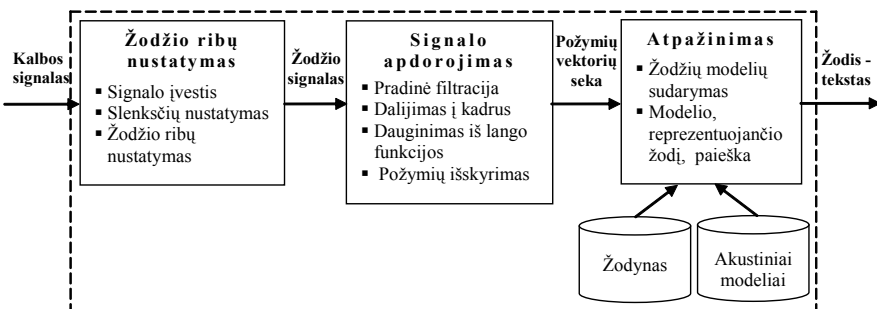 Kalbos
signalas
Žodžio ribų
nustatymas
▪ Signalo įvestis
▪ Slenksčių nustatymas
▪ Žodžio ribų
nustatymas
Žodžio
signalas
Signalo
apdorojimas
▪ Pradinė filtracija
▪ Dalijimas į kadrus
▪ Dauginimas iš lango
funkcijos
▪ Požymių išskyrimas
Požymių
vektorių
seka
Atpažinimas
▪ Žodžių modelių
sudarymas
▪ Modelio,
reprezentuojančio
žodį, paieška
Žodis -
tekstas
Žodynas
Akustiniai
modeliai